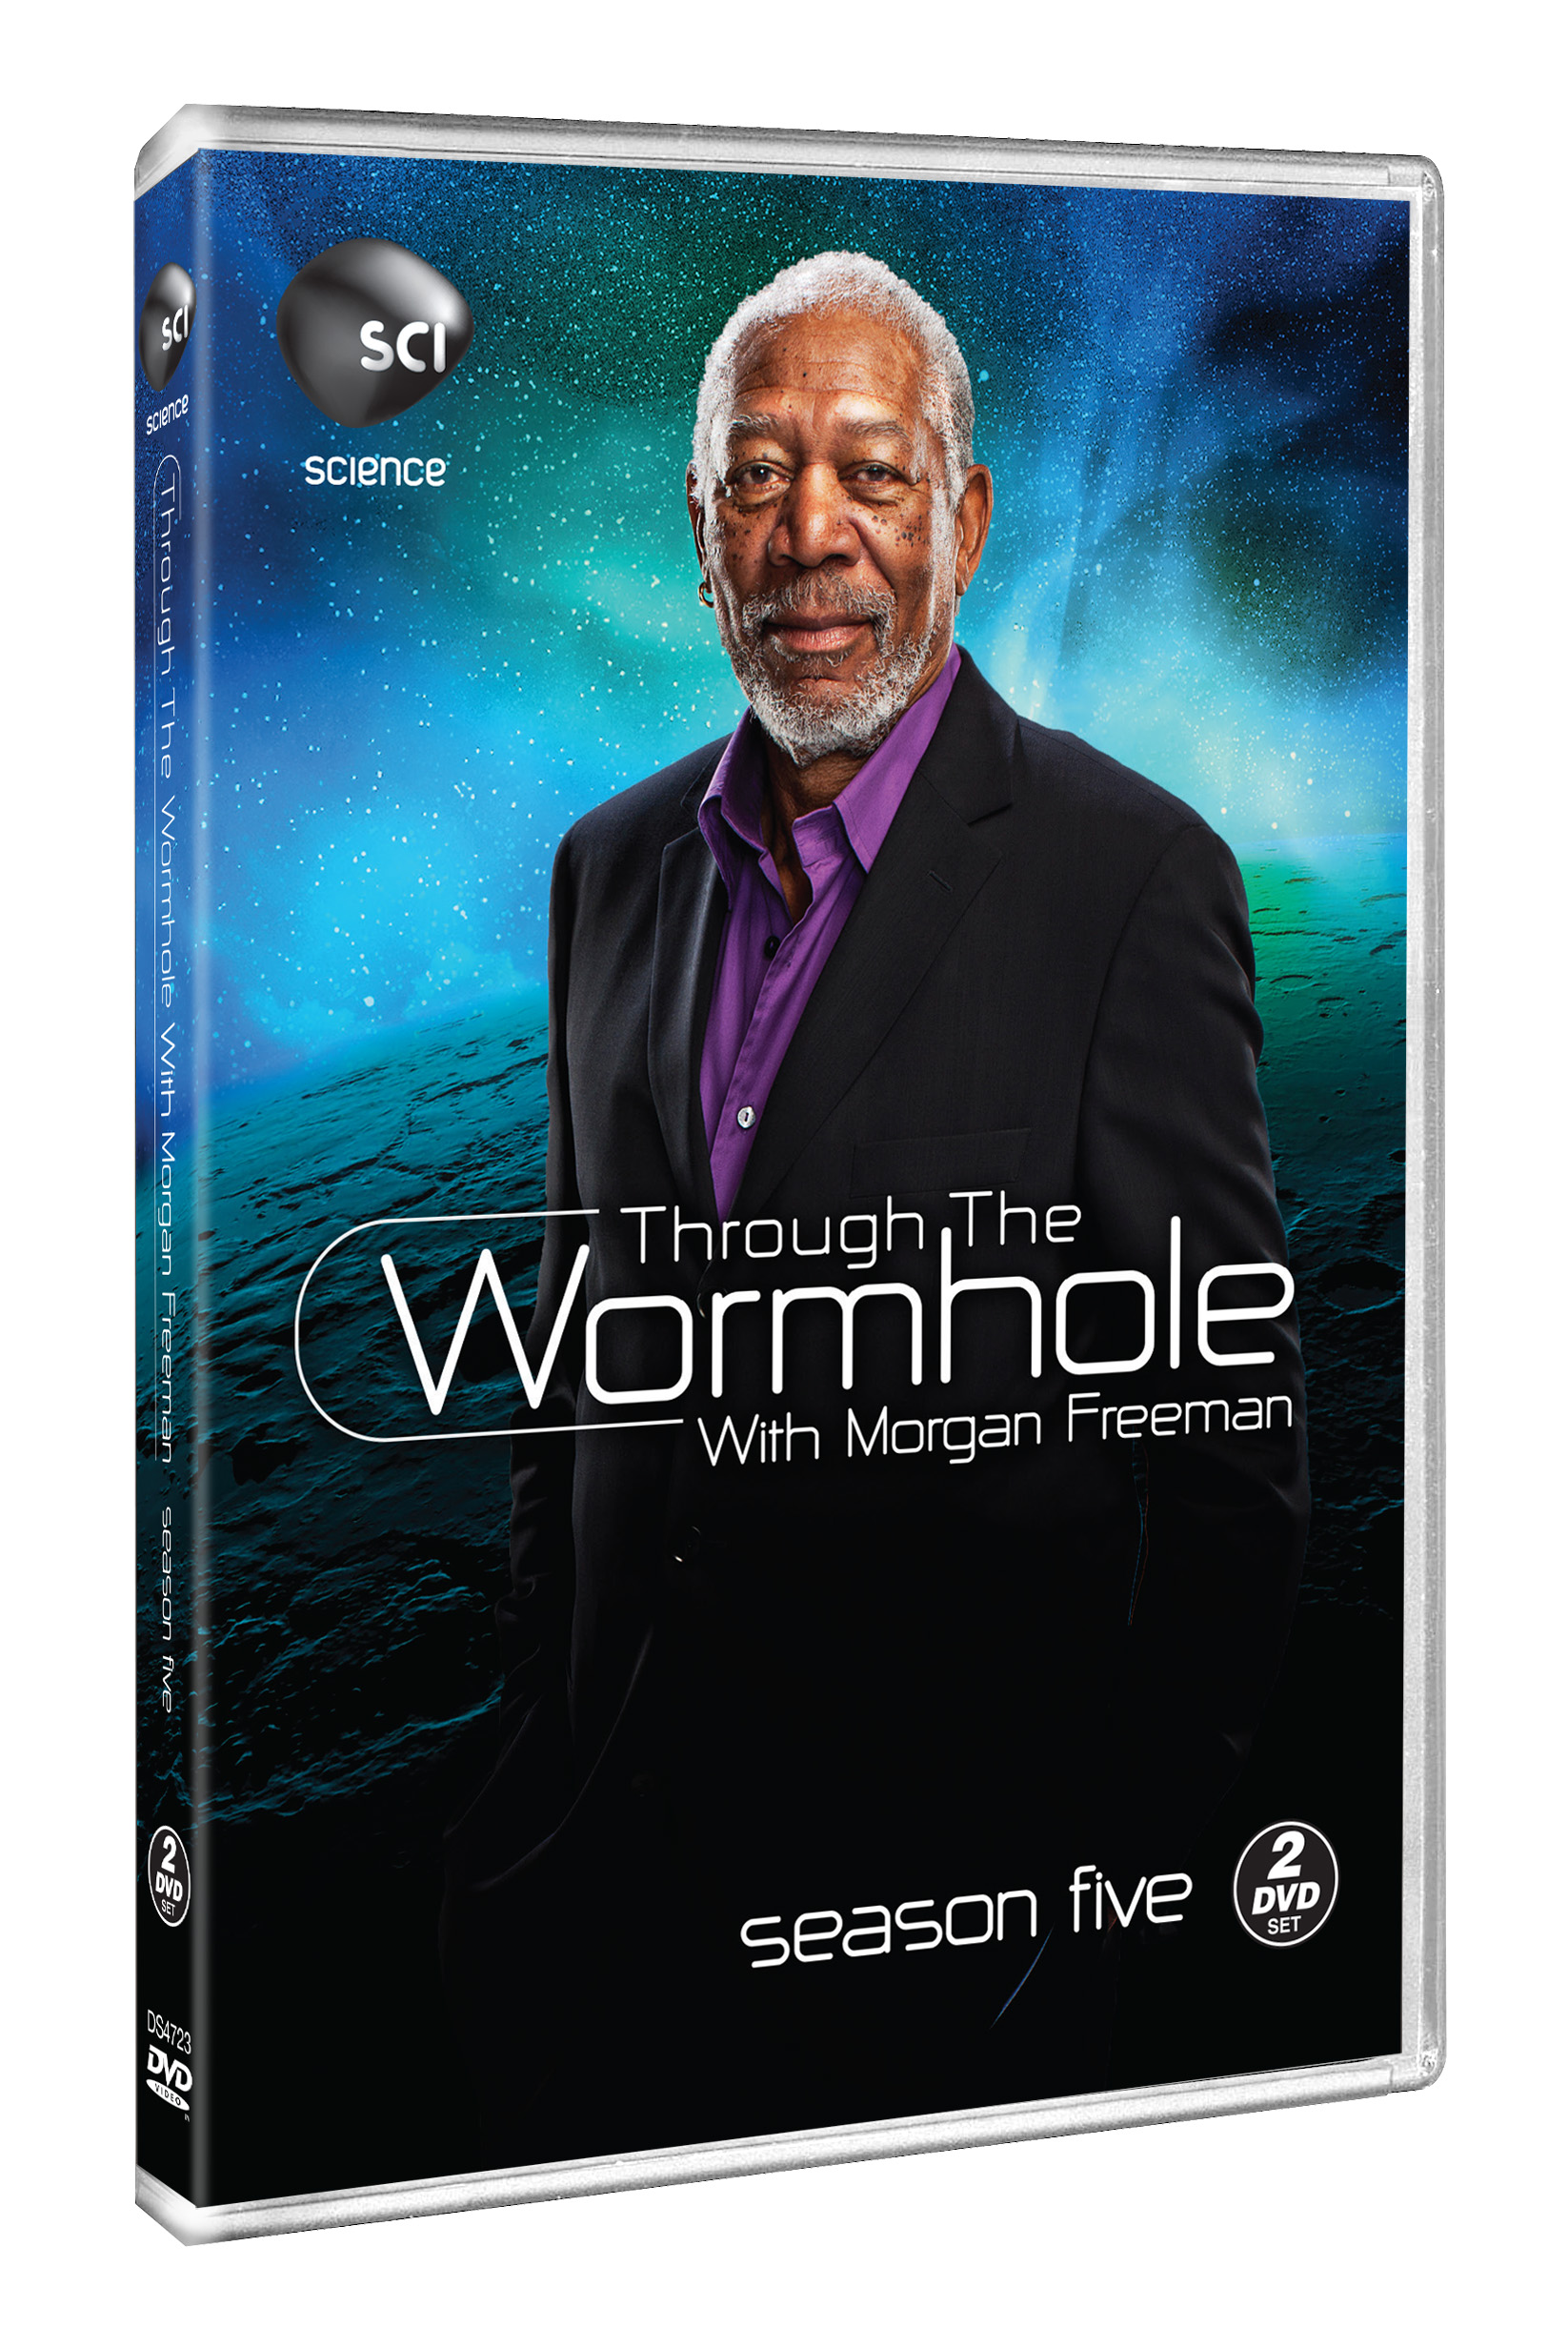 SCI
science
Through The Wormhole With Morgan Freeman season five
2
DVD
SET
DS4723
DVD
VIDEO
SCI
science
Through The
Wormhole
With Morgan Freeman
season five
2
DVD
SET